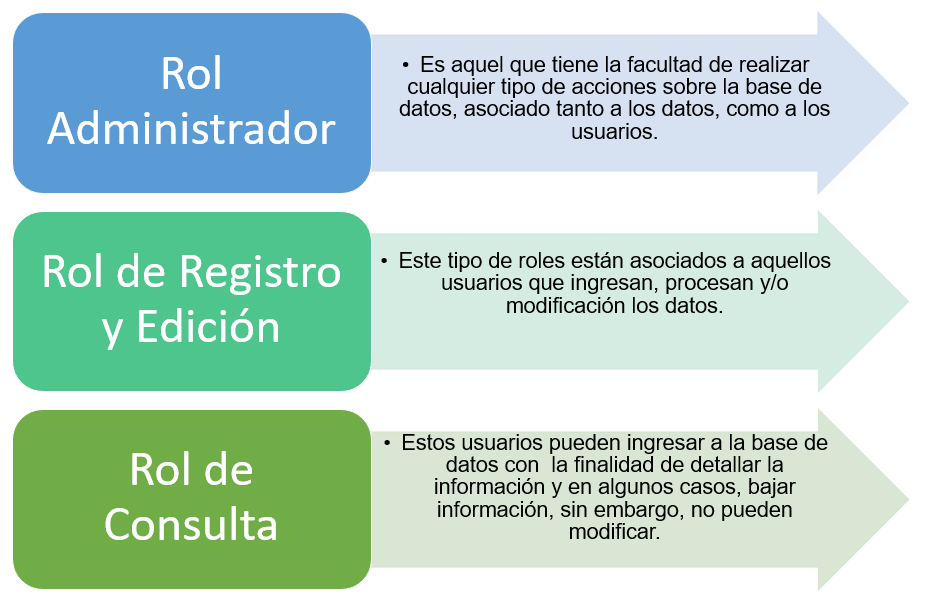 Rol
Administrador
• Es aquel que tiene la facultad de realizar
cualquier tipo de acciones sobre la base de
datos, asociado tanto a los datos, como a los
usuarios.
Rol de Registro
y Edición
• Este tipo de roles están asociados a aquellos
usuarios que ingresan, procesan y/o
modificación los datos.
Rol de
Consulta
• Estos usuarios pueden ingresar a la base de
datos con  la finalidad de detallar la
información y en algunos casos, bajar
información, sin embargo, no pueden
modificar.